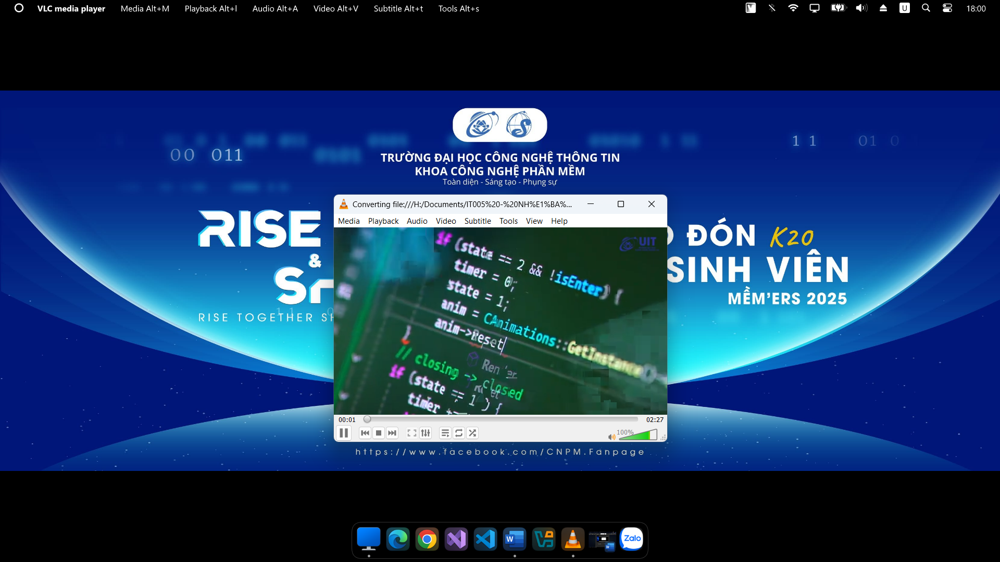 VLC media player Media Alt+M Playback Alt+l Audio Alt+A Video Alt+V Subtitle Alt+t Tools Alt+s U 18:00
1 1 01 0
00 011
TRƯỜNG ĐẠI HỌC CÔNG NGHỆ THÔNG TIN
KHOA CÔNG NGHỆ PHẦN MỀM
Toàn diện - Sáng tạo - Phụng sự
RISE
&
RISE TOGETHER
ĐÓN K20
SINH VIÊN
MỀM'ERS 2025
Converting file:///H:/Documents/IT005%20-%20NH%E1%BA%...
Media Playback Audio Video Subtitle Tools View Help
UIT
if (state == 2 && !isEnter) {
timer = 0;
state = 1;
anim = CAnimations::GetInstance()
anim->Reset
}
// closing -> closed
if (state == 1 ) {
timer
00:01 02:27
100%
https://www.facebook.com/CNPM.Fanpage
W Zalo